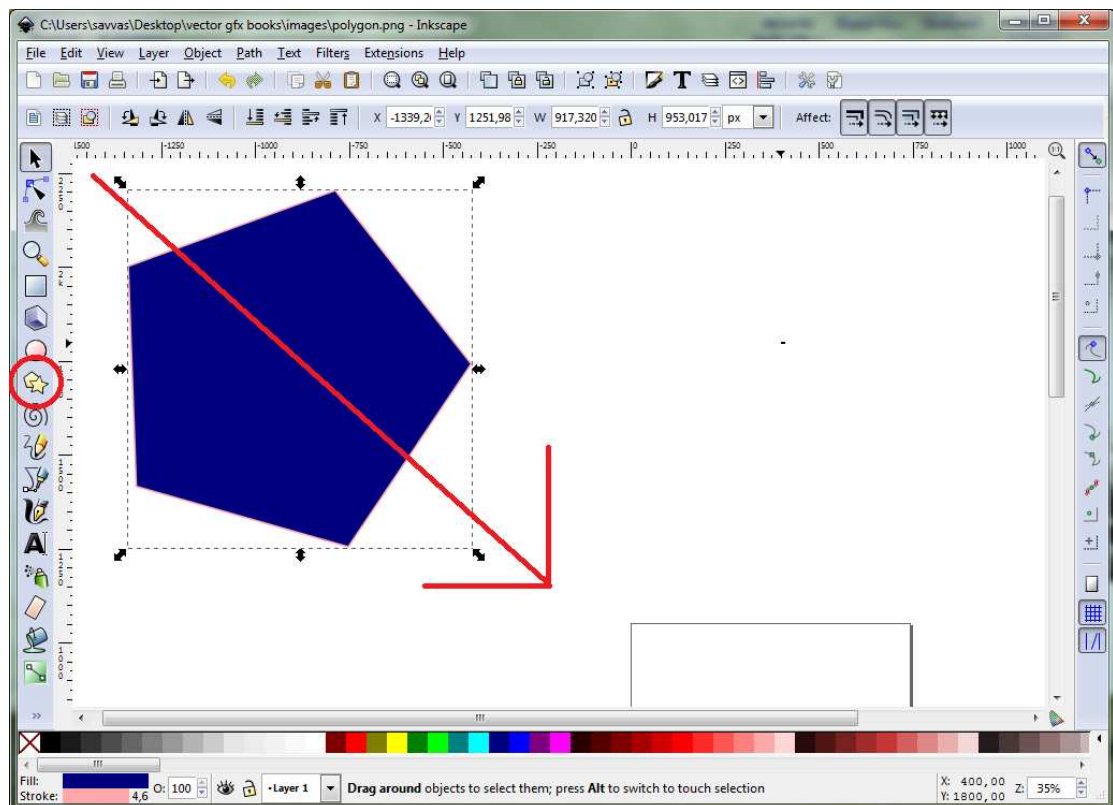 C:\Users\savvas\Desktop\vector gfx books\images\polygon.png - Inkscape
File Edit View Layer Object Path Text Filters Extensions Help
X -1339,2 Y 1251,98 W 917,320 H 953,017 px Affect:
1500 -1250 -1000 -750 -500 -250 0 250 500 750 1000
Fill:
Stroke: 4,6 O: 100 Layer 1 Drag around objects to select them; press Alt to switch to touch selection X: 400,00 Z: 35%
Y: 1800,00